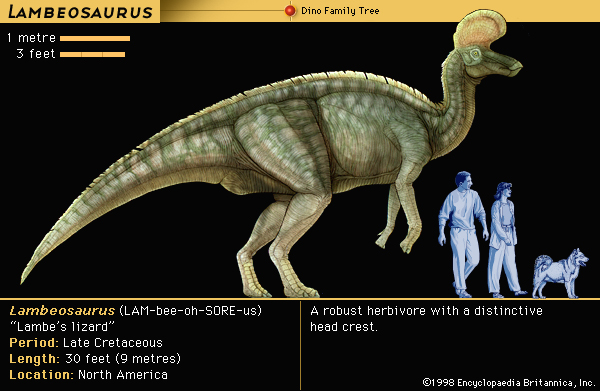 LAMBEOSAURUS
Dino Family Tree
1 metre
3 feet
Lambeosaurus (LAM-bee-oh-SORE-us)
“Lambe's lizard”
Period: Late Cretaceous
Length: 30 feet (9 metres)
Location: North America
A robust herbivore with a distinctive
head crest.
©1998 Encyclopaedia Britannica, Inc.